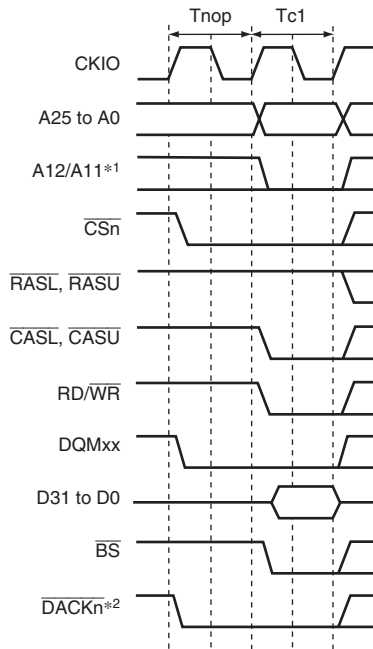 Tnop Tc1
CKIO
A25 to A0
A12/A11*1
CSn
RASL, RASU
CASL, CASU
RD/WR
DQMxx
D31 to D0
BS
DACKn*2